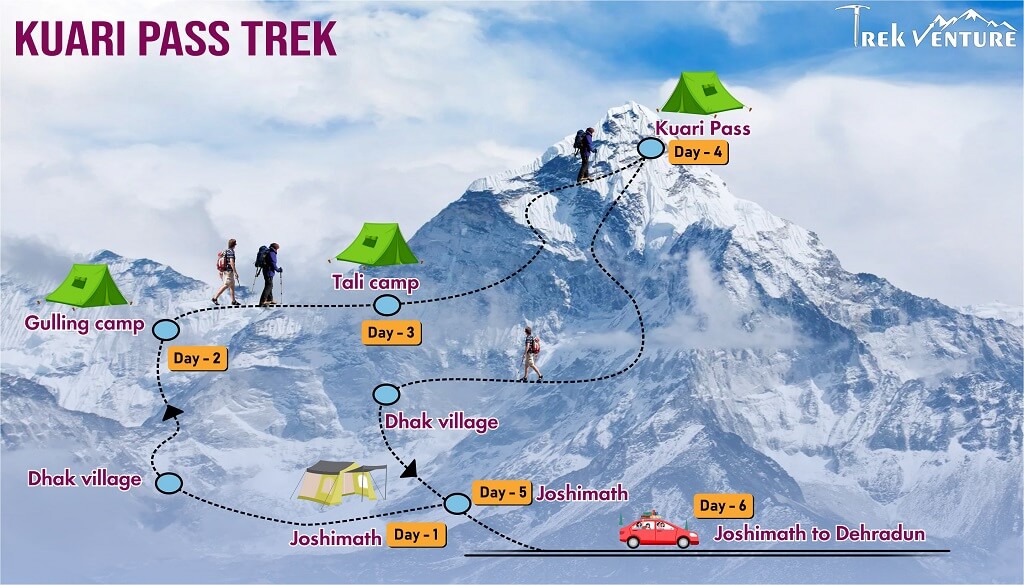 KUARI PASS TREK
TREK VENTURE
Kuari Pass
Day - 4
Tali camp
Day - 3
Gulling camp
Day - 2
Dhak village
Dhak village
Day - 5 Joshimath
Joshimath Day - 1
Day - 6
Joshimath to Dehradun